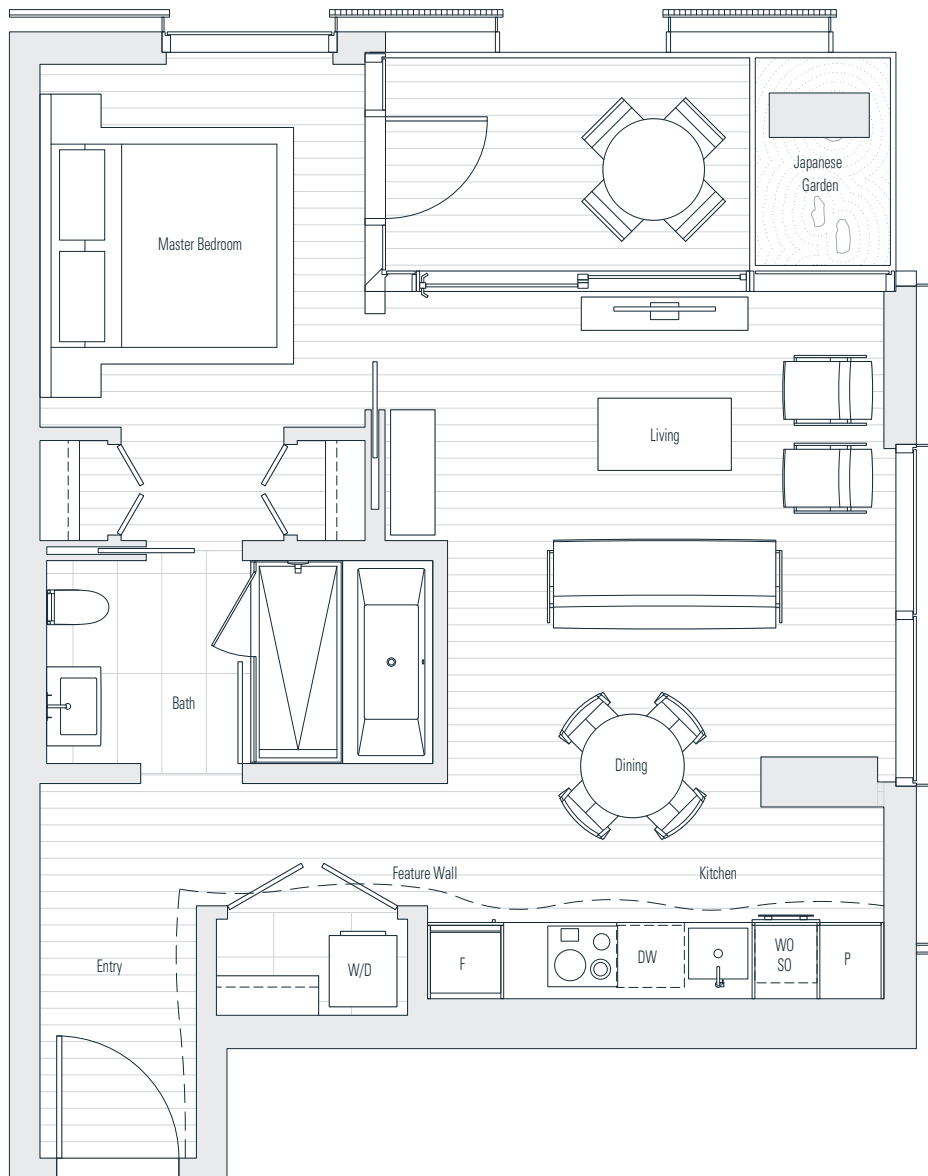 Japanese
Garden
Master Bedroom
Living
Bath
Dining
Feature Wall
Kitchen
Entry
W/D
F
DW
WO
SO
P